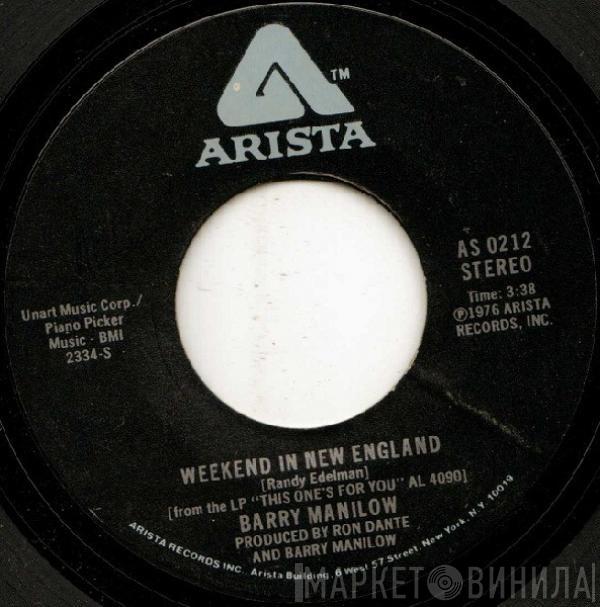 TM
ARISTA
AS 0212
STEREO
Time: 3:38
℗1976 ARISTA
RECORDS, INC.
Unart Music Corp./
Piano Picker
Music - BMI
2334-S
WEEKEND IN NEW ENGLAND
[Randy Edelman]
[from the LP "THIS ONE'S FOR YOU" AL 4090]
BARRY MANILOW
PRODUCED BY RON DANTE
AND BARRY MANILOW
ARISTA RECORDS INC. Arista Building, 6 West 57 Street, New York, N.Y. 10019
МАРКЕТ ВИНИЛА